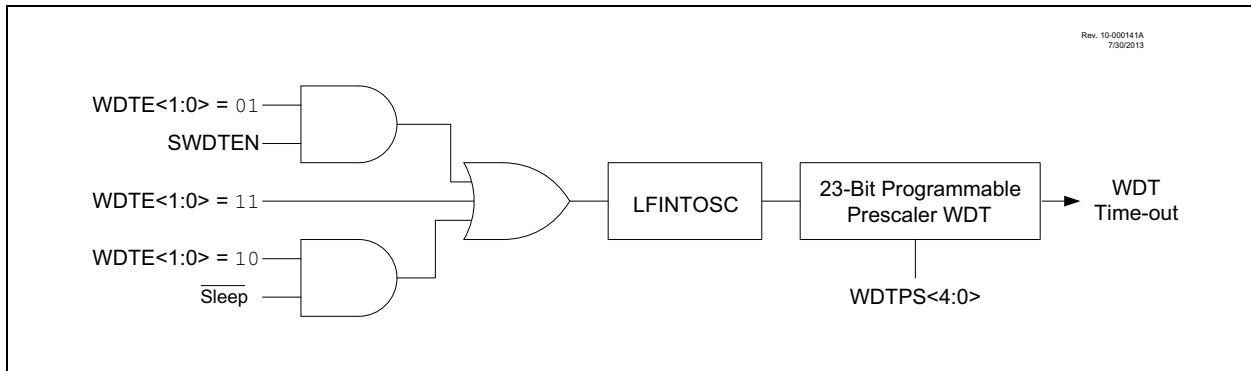 Rev. 10-000141A
7/30/2013
WDTE<1:0> = 01
SWDTEN
WDTE<1:0> = 11
WDTE<1:0> = 10
Sleep
LFINTOSC
23-Bit Programmable
Prescaler WDT
WDT
Time-out
WDTPS<4:0>